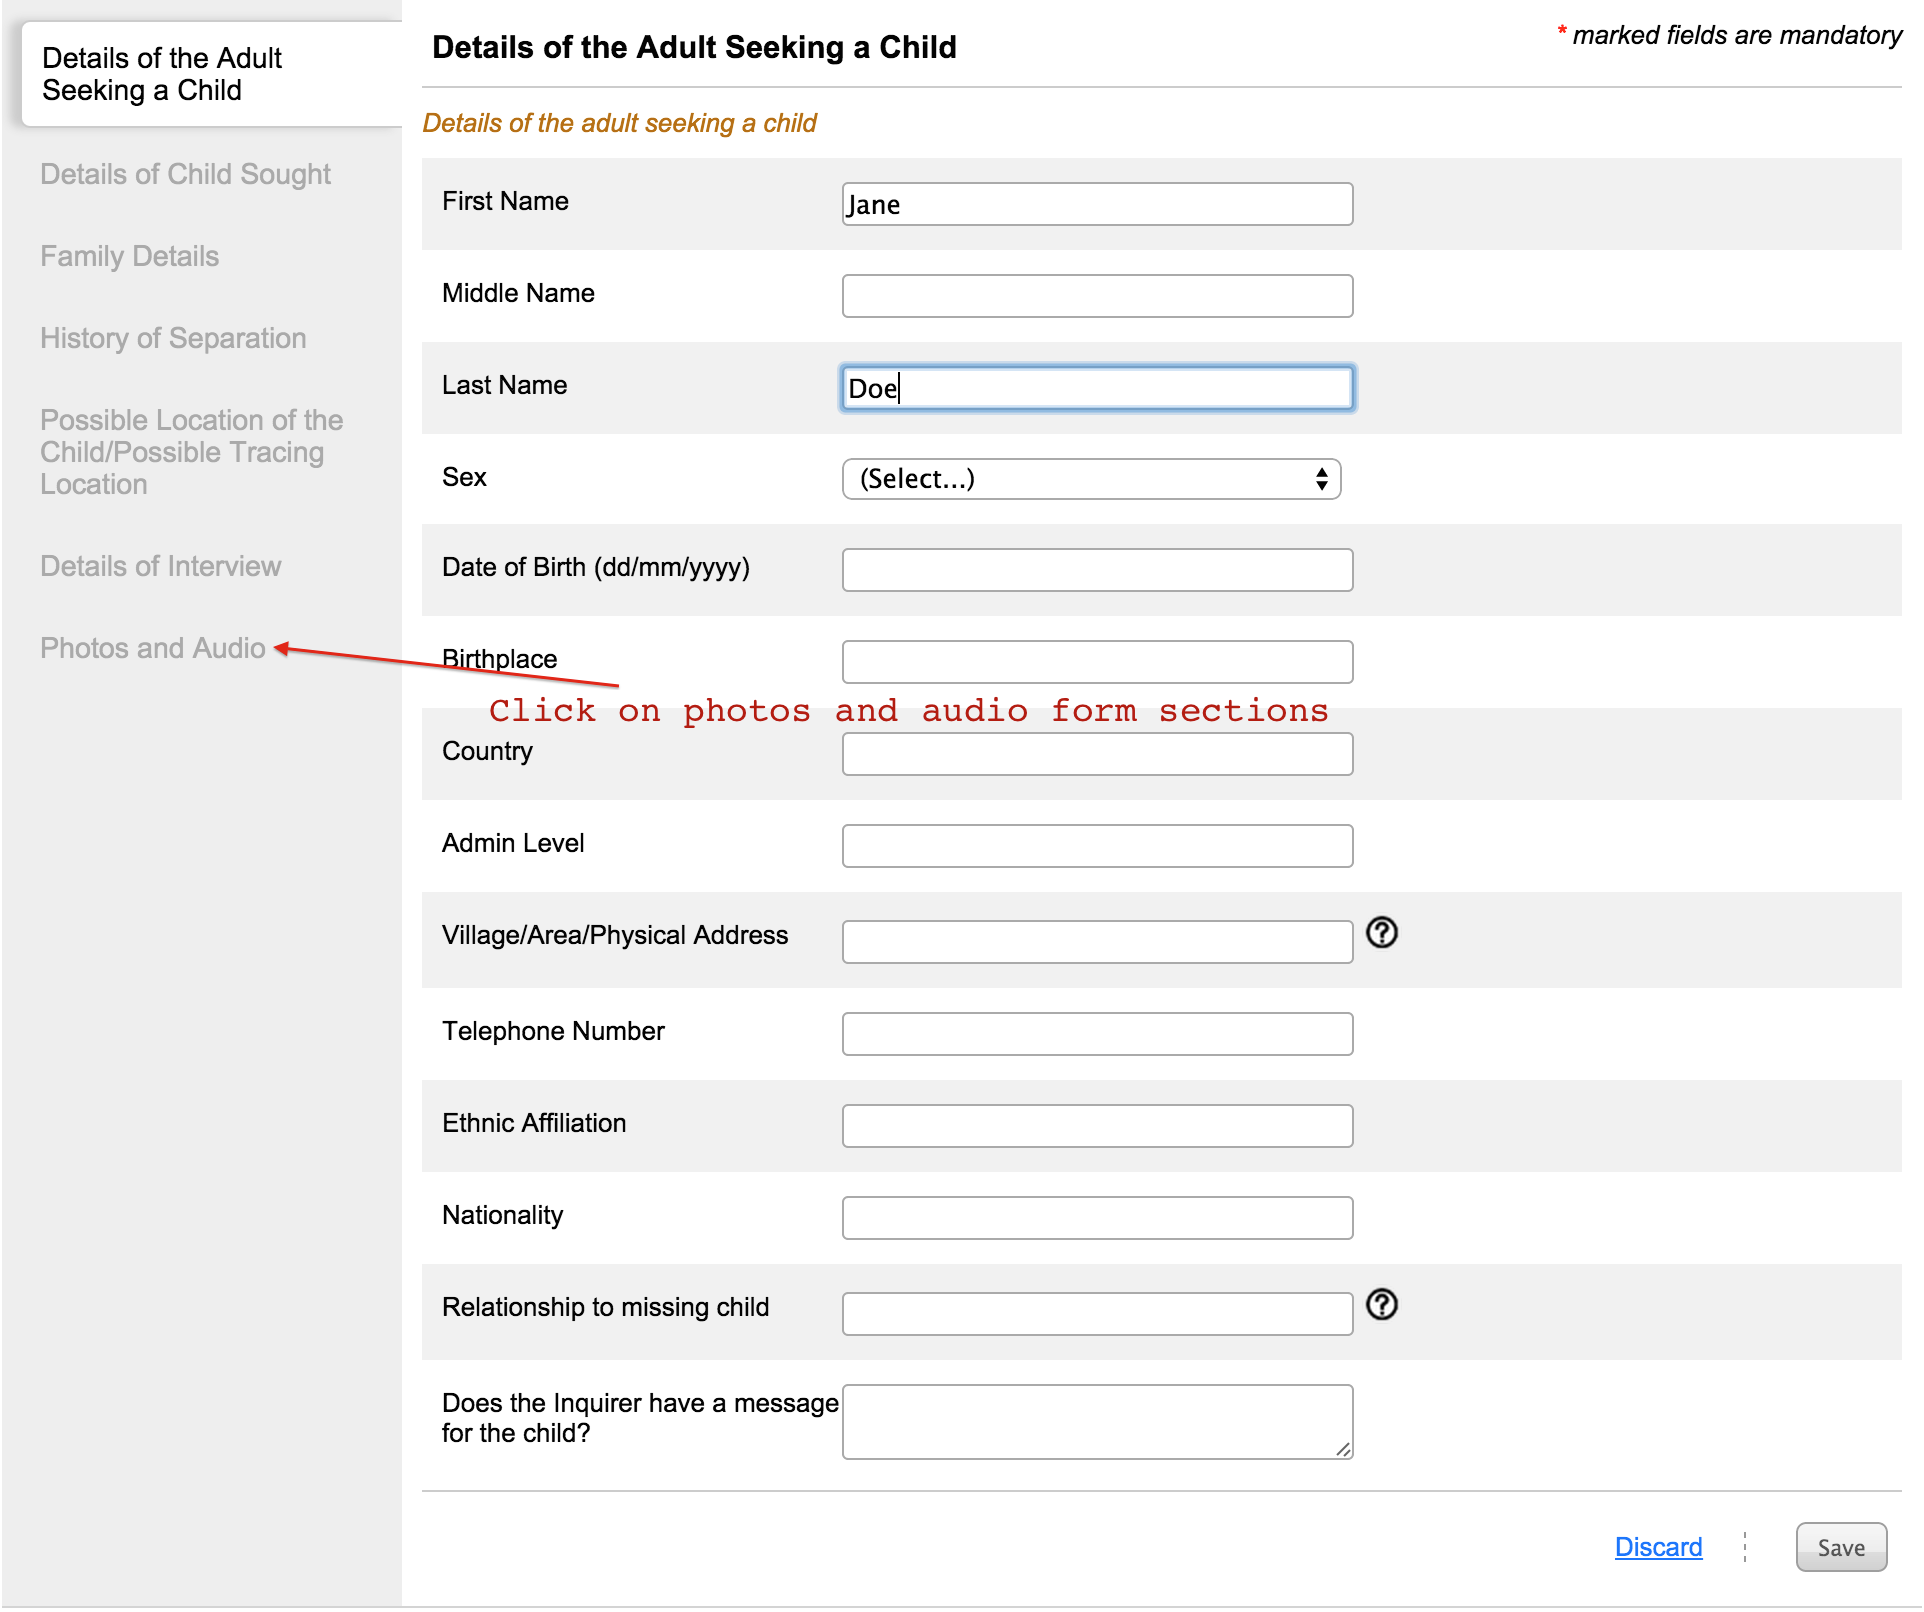 Details of the Adult
Seeking a Child
Details of Child Sought
Family Details
History of Separation
Possible Location of the
Child/Possible Tracing
Location
Details of Interview
Photos and Audio
Details of the Adult Seeking a Child
* marked fields are mandatory
Details of the adult seeking a child
First Name
Jane
Middle Name
Last Name
Doe
Sex
(Select...)
Date of Birth (dd/mm/yyyy)
Birthplace
Click on photos and audio form sections
Country
Admin Level
Village/Area/Physical Address
?
Telephone Number
Ethnic Affiliation
Nationality
Relationship to missing child
?
Does the Inquirer have a message
for the child?
Discard
Save